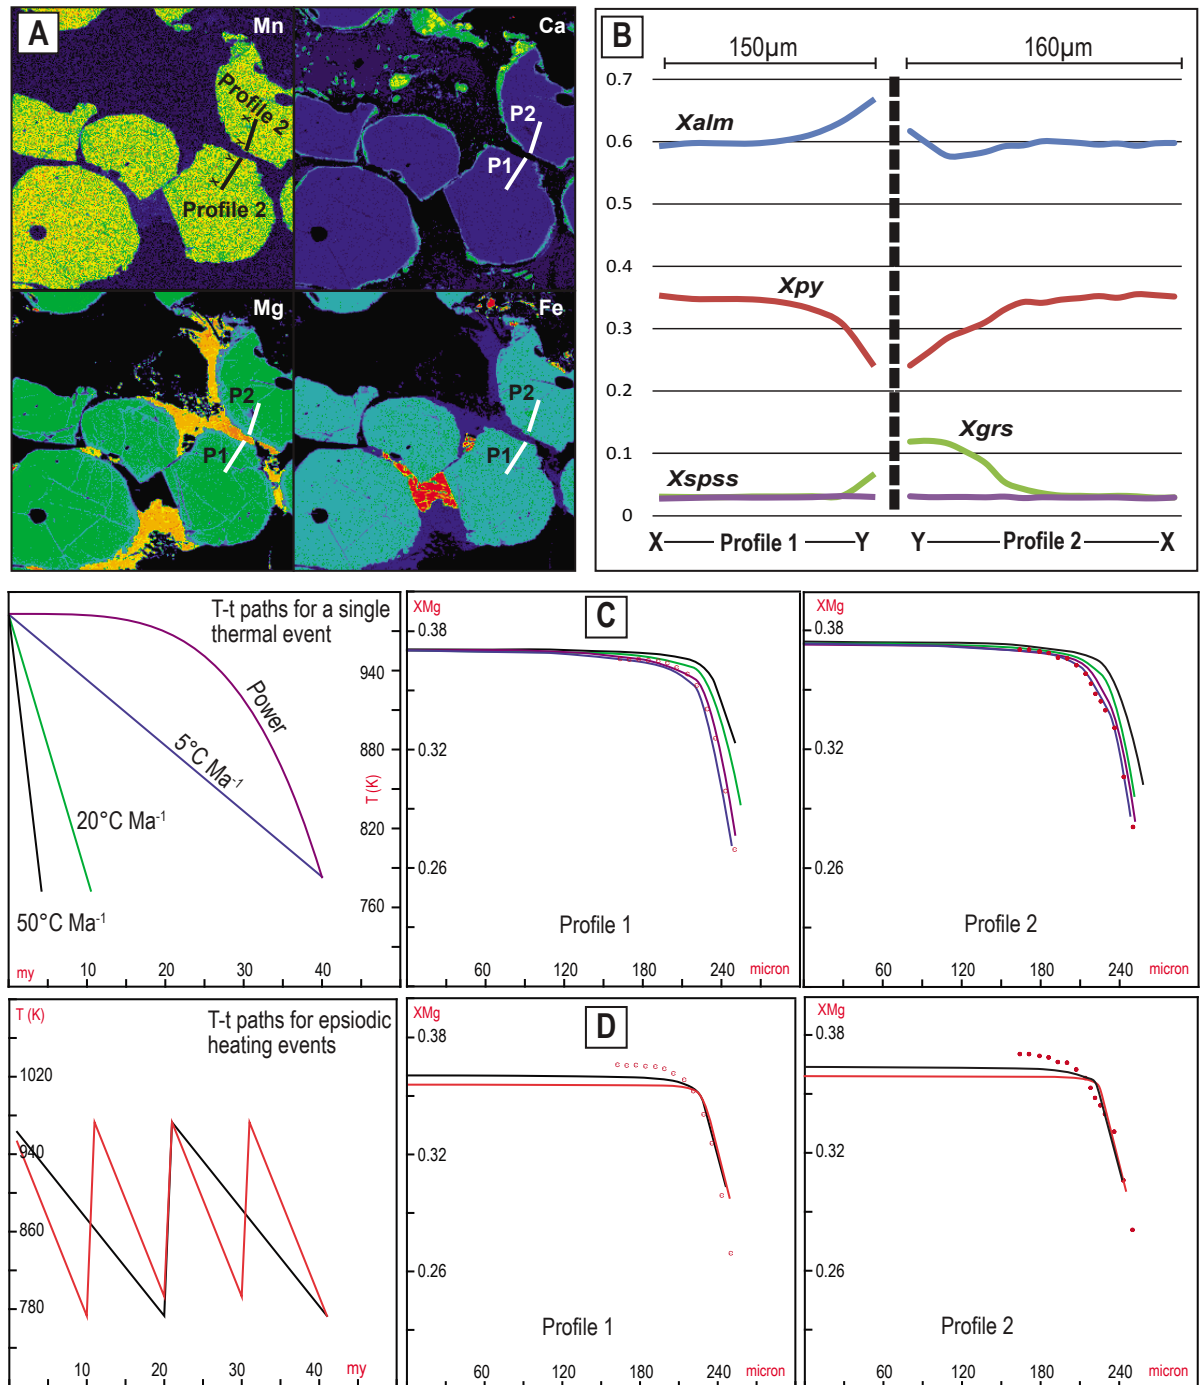 A
Mn
Profile 2
X
Y
Y
X
Profile 2
Ca
P2
P1
Mg
P2
P1
Fe
P2
P1
B
150µm
160µm
0.7
0.6
0.5
0.4
0.3
0.2
0.1
0
Xalm
Xpy
Xgrs
Xspss
X Profile 1 Y
Y Profile 2 X
T-t paths for a single
thermal event
Power
5°C Ma-1
20°C Ma-1
50°C Ma-1
T (K)
940
880
820
760
my
10
20
30
40
C
XMg
0.38
0.32
0.26
Profile 1
60
120
180
240
micron
XMg
0.38
0.32
0.26
Profile 2
60
120
180
240
micron
T (K)
T-t paths for epsiodic
heating events
1020
940
860
780
10
20
30
40
my
D
XMg
0.38
0.32
0.26
Profile 1
60
120
180
240
micron
XMg
0.38
0.32
0.26
Profile 2
60
120
180
240
micron